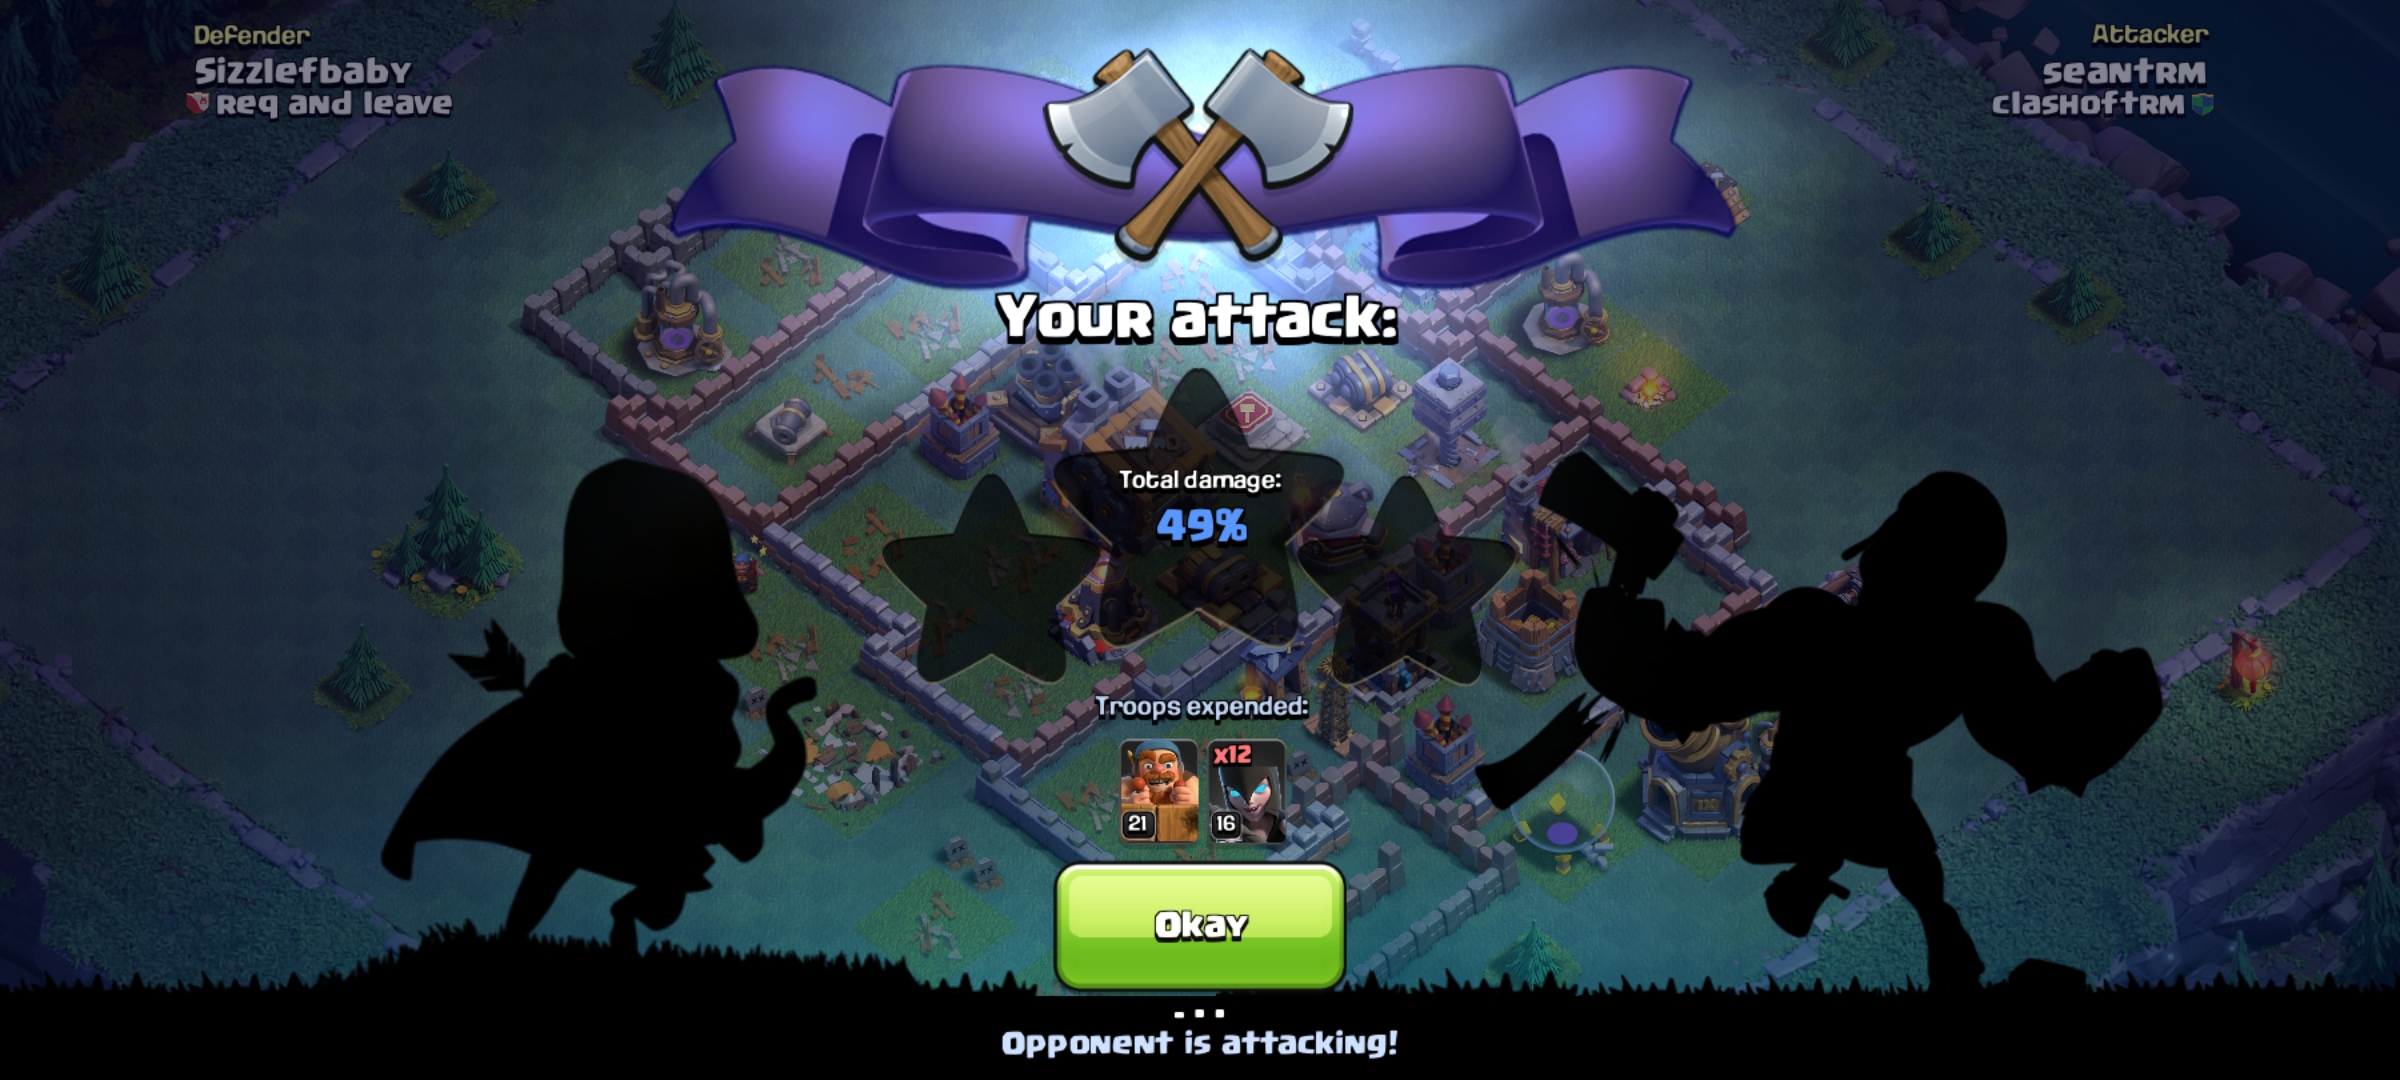 Defender
Sizzlefbaby
Req and leave
Attacker
seantRM
clashoftRM
Your attack:
Total damage:
49%
Troops expended:
x12
21
16
Okay
...
Opponent is attacking!